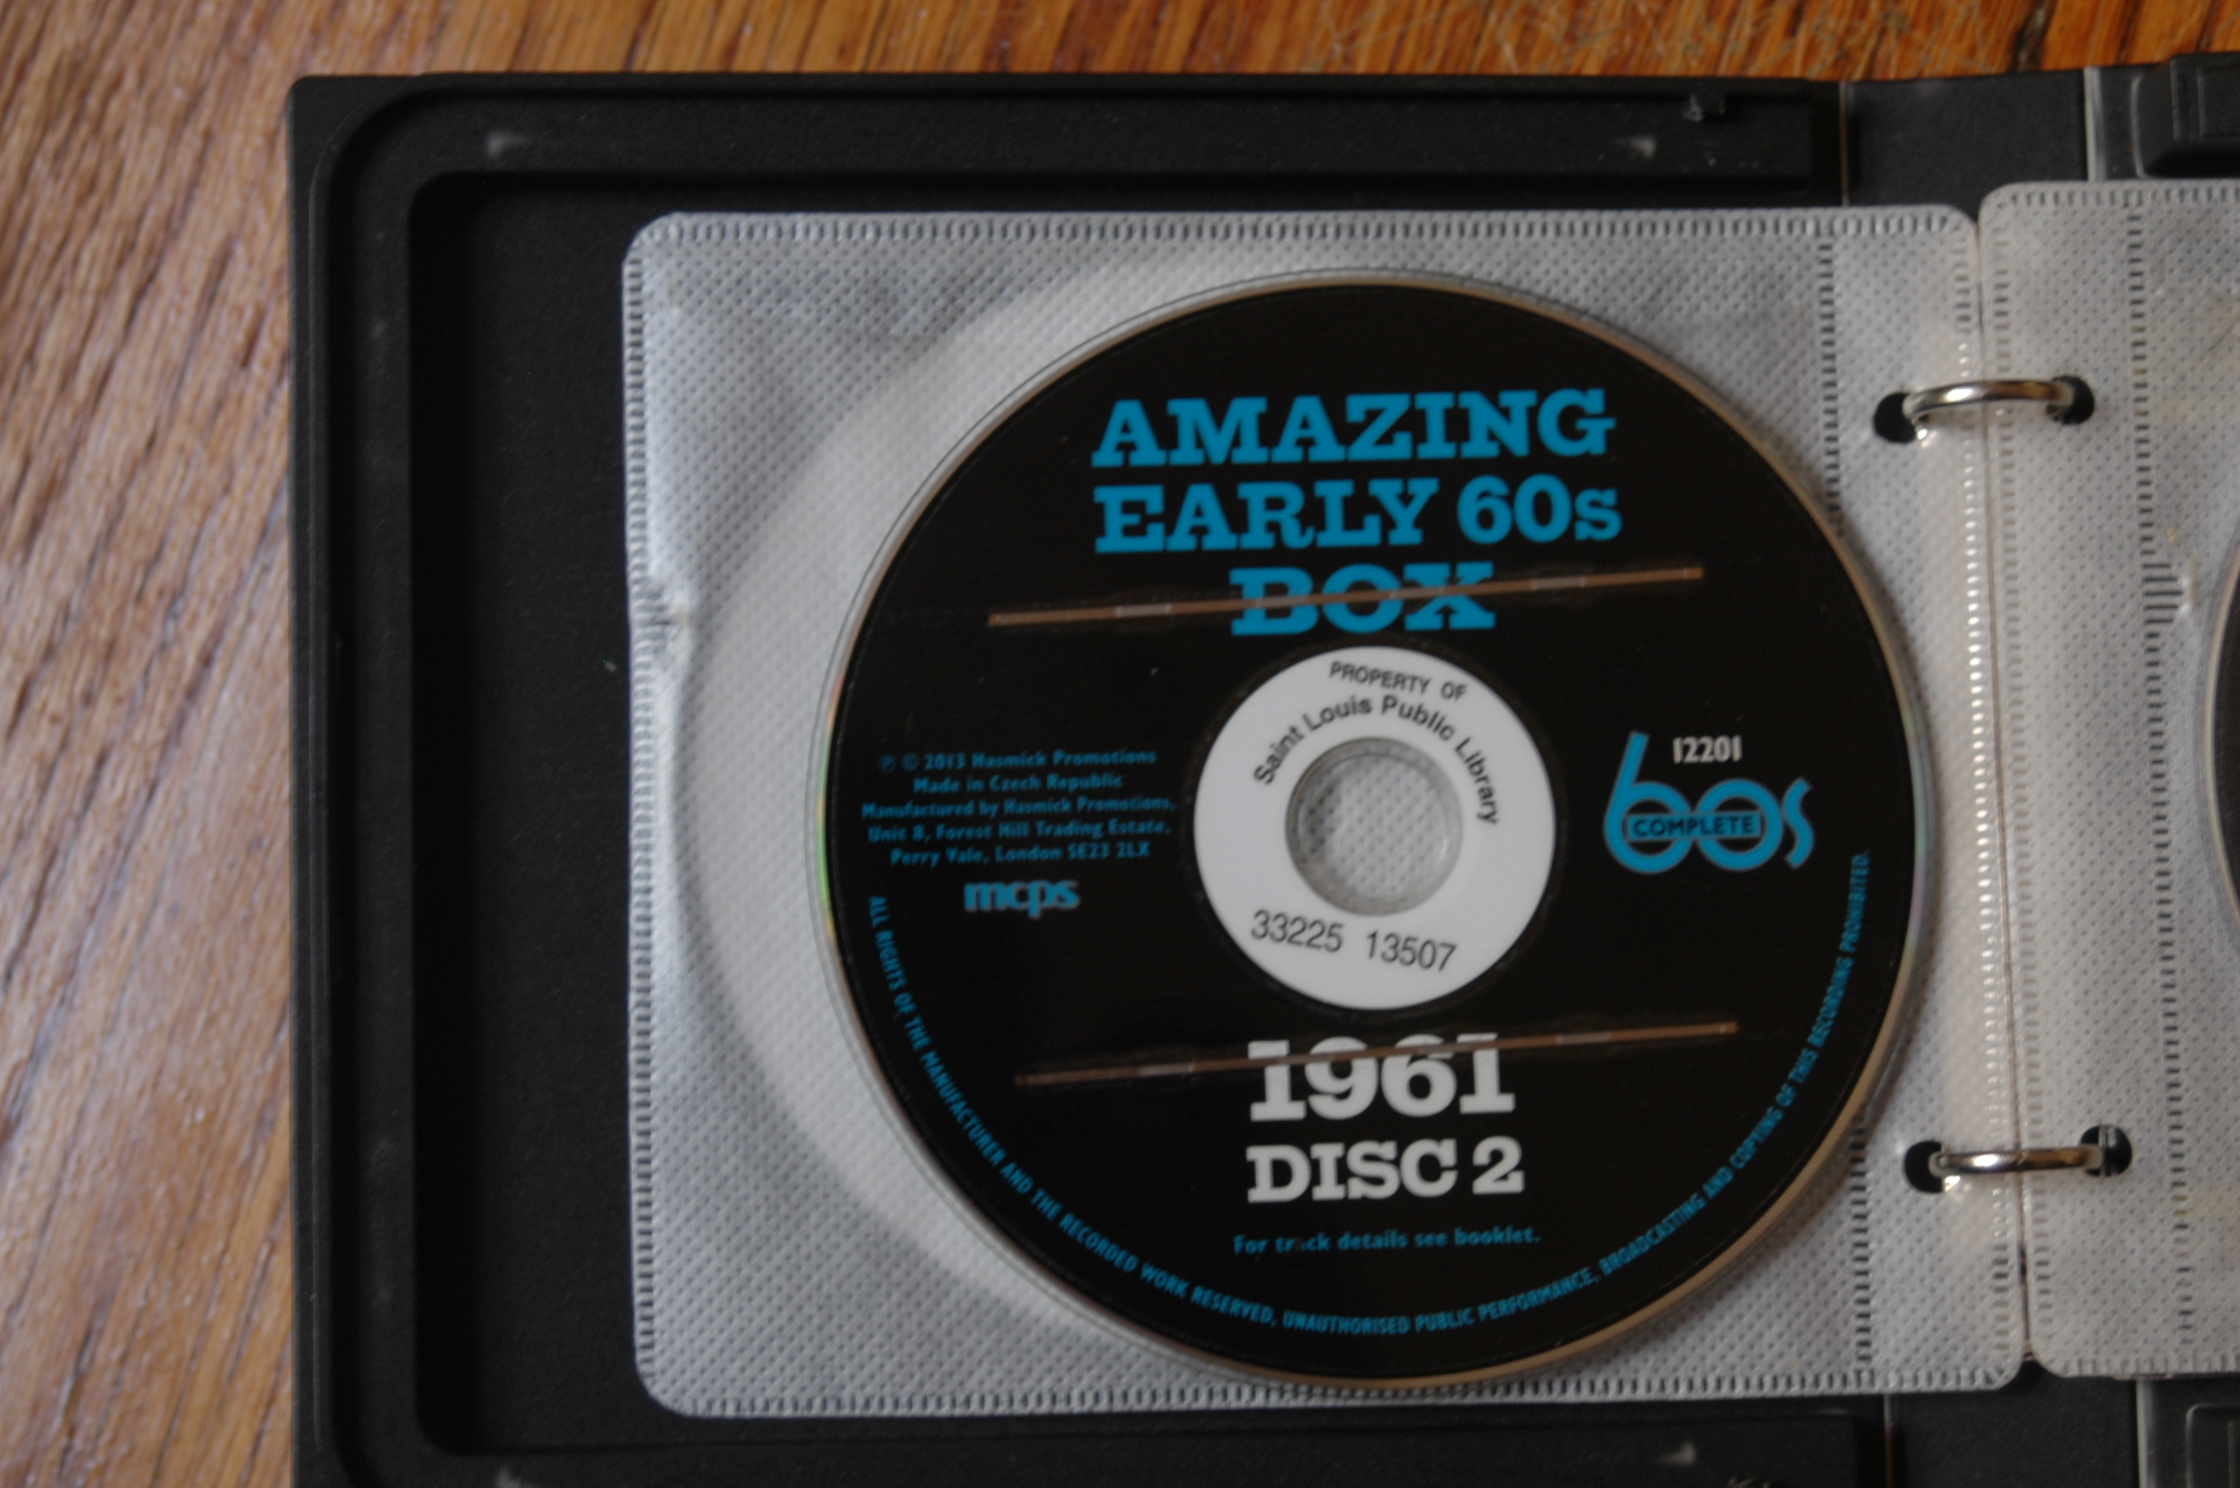 AMAZING
EARLY 60s
BOX
PROPERTY OF
Saint Louis Public Library
33225 13507
12201
60s
COMPLETE
℗ © 2013 Hasmick Promotions
Made in Czech Republic
Manufactured by Hasmick Promotions,
Unit 8, Forest Hill Trading Estate,
Perry Vale, London SE23 2LX
mcps
1961
DISC 2
For track details see booklet.
ALL RIGHTS OF THE MANUFACTURER AND THE RECORDED WORK RESERVED, UNAUTHORISED PUBLIC PERFORMANCE, BROADCASTING AND COPYING OF THIS RECORDING PROHIBITED.